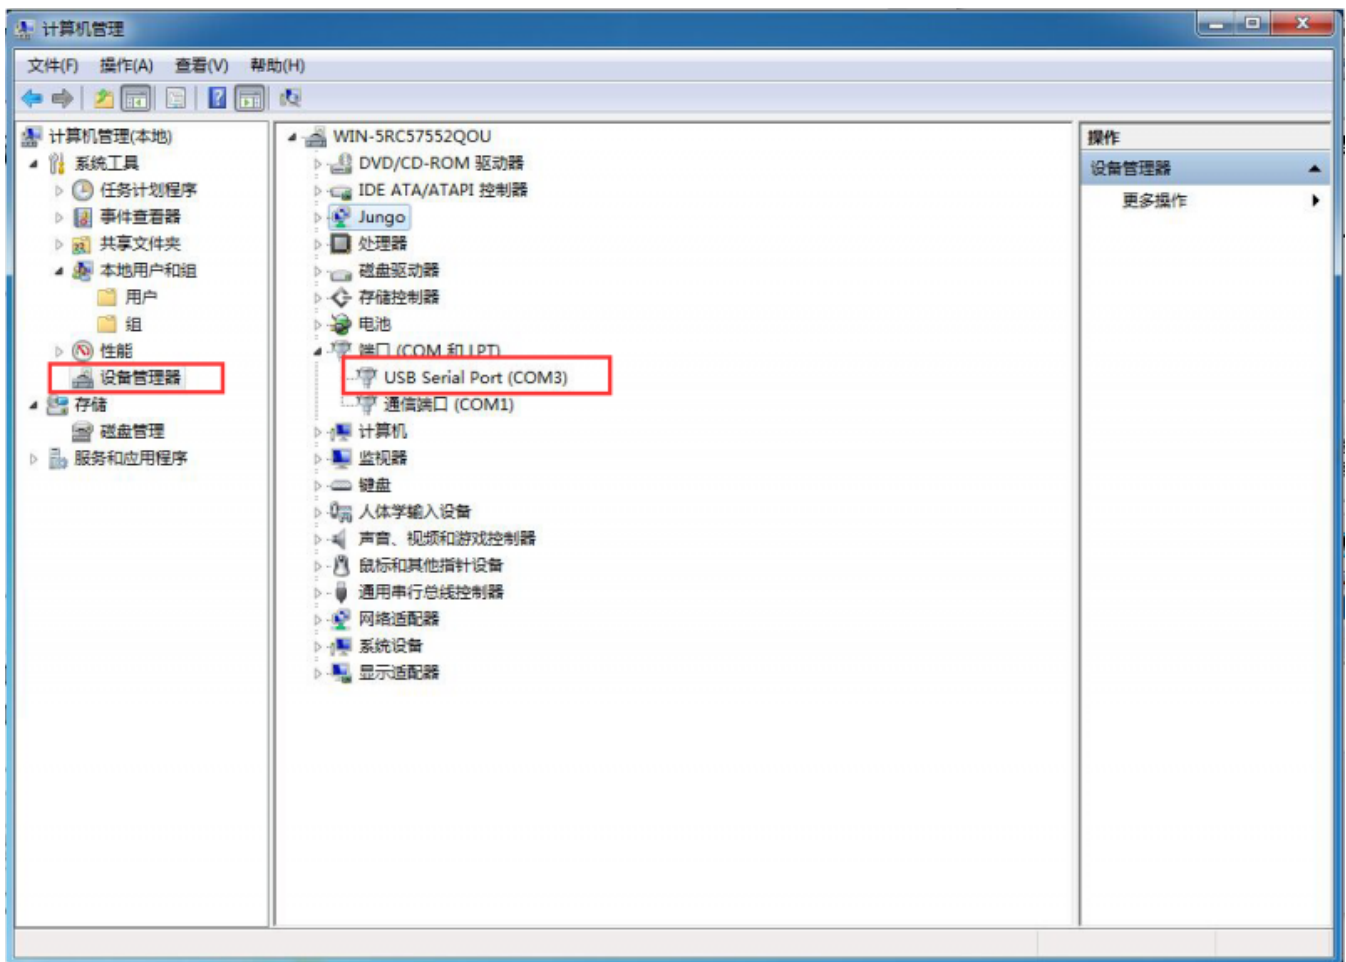 计算机管理
文件(F) 操作(A) 查看(V) 帮助(H)
计算机管理(本地)
系统工具
任务计划程序
事件查看器
共享文件夹
本地用户和组
用户
组
性能
设备管理器
存储
磁盘管理
服务和应用程序
WIN-5RC57552QOU
DVD/CD-ROM 驱动器
IDE ATA/ATAPI 控制器
Jungo
处理器
磁盘驱动器
存储控制器
电池
端口 (COM 和 LPT)
USB Serial Port (COM3)
通信端口 (COM1)
计算机
监视器
键盘
人体学输入设备
声音、视频和游戏控制器
鼠标和其他指针设备
通用串行总线控制器
网络适配器
系统设备
显示适配器
操作
设备管理器
更多操作